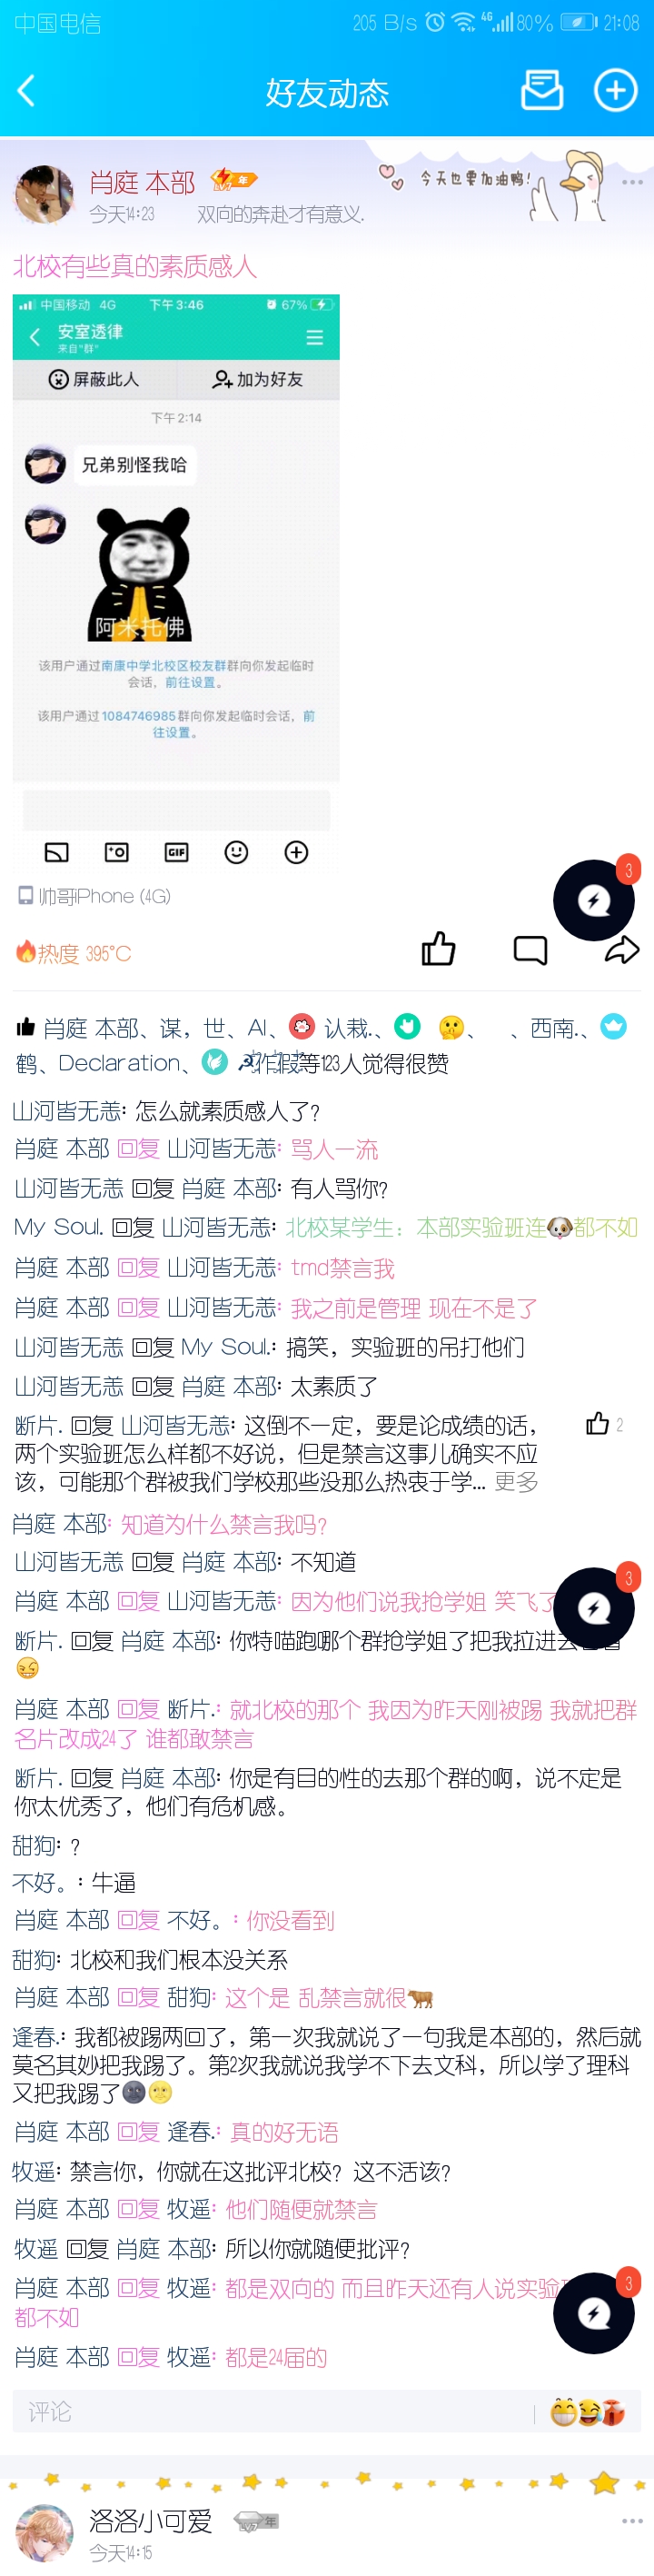 中国电信 205 B/s 4G 80% 21:08
好友动态
肖庭 本部 LV7 年
今天14:23 双向的奔赴才有意义.
今天也要加油鸭!
北校有些真的素质感人
中国移动 4G 下午3:46 67%
安室透律
来自"群"
屏蔽此人 加为好友
下午2:14
兄弟别怪我哈
阿米托佛
该用户通过南康中学北校区校友群群向你发起临时
会话，前往设置。
该用户通过1084746985群向你发起临时会话，前
往设置。
GIF
帅哥iPhone (4G)
3
热度 395°C
肖庭 本部、谋，世、AI、 认栽.、 🤫、 、西南.、
鹤、Declaration、 ☭作假等123人觉得很赞
山河皆无恙: 怎么就素质感人了?
肖庭 本部 回复 山河皆无恙: 骂人一流
山河皆无恙 回复 肖庭 本部: 有人骂你?
My Soul. 回复 山河皆无恙: 北校某学生：本部实验班连🐶都不如
肖庭 本部 回复 山河皆无恙: tmd禁言我
肖庭 本部 回复 山河皆无恙: 我之前是管理 现在不是了
山河皆无恙 回复 My Soul.: 搞笑，实验班的吊打他们
山河皆无恙 回复 肖庭 本部: 太素质了
断片. 回复 山河皆无恙: 这倒不一定，要是论成绩的话， 2
两个实验班怎么样都不好说，但是禁言这事儿确实不应
该，可能那个群被我们学校那些没那么热衷于学... 更多
肖庭 本部: 知道为什么禁言我吗?
山河皆无恙 回复 肖庭 本部: 不知道
3
肖庭 本部 回复 山河皆无恙: 因为他们说我抢学姐 笑飞了
断片. 回复 肖庭 本部: 你特喵跑哪个群抢学姐了把我拉进去
😁
肖庭 本部 回复 断片.: 就北校的那个 我因为昨天刚被踢 我就把群
名片改成24了 谁都敢禁言
断片. 回复 肖庭 本部: 你是有目的性的去那个群的啊，说不定是
你太优秀了，他们有危机感。
甜狗: ?
不好。: 牛逼
肖庭 本部 回复 不好。: 你没看到
甜狗: 北校和我们根本没关系
肖庭 本部 回复 甜狗: 这个是 乱禁言就很🐂
逢春.: 我都被踢两回了，第一次我就说了一句我是本部的，然后就
莫名其妙把我踢了。第2次我就说我学不下去文科，所以学了理科
又把我踢了🌚🌝
肖庭 本部 回复 逢春.: 真的好无语
牧遥: 禁言你，你就在这批评北校? 这不活该?
肖庭 本部 回复 牧遥: 他们随便就禁言
牧遥 回复 肖庭 本部: 所以你就随便批评?
3
肖庭 本部 回复 牧遥: 都是双向的 而且昨天还有人说实验
都不如
肖庭 本部 回复 牧遥: 都是24届的
评论
洛洛小可爱 LV7 年
今天14:15